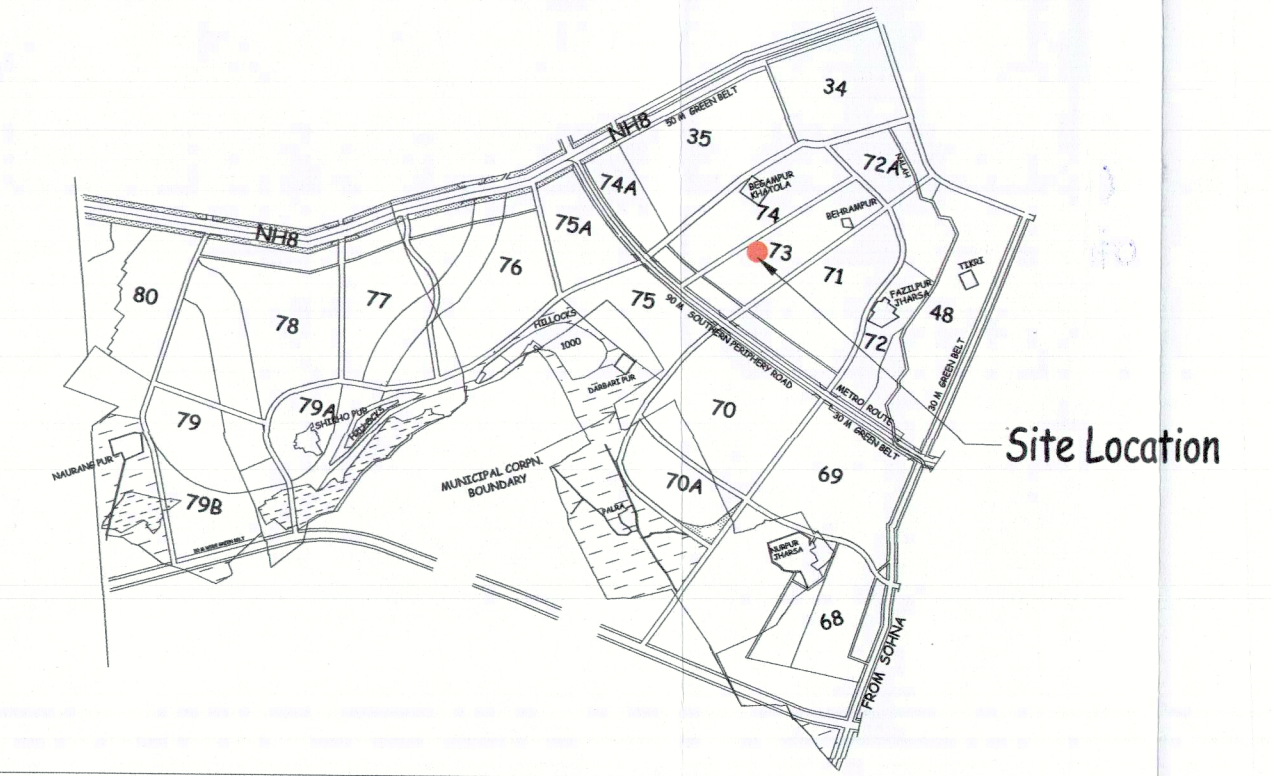 34
50 M GREEN BELT
NH8
35
72A
NALAH
74A
BEGAMPUR
KHATOLA
74
BEHRAMPUR
75A
NH8
73
76
71
TIKRI
80
77
75
FAZILPUR
JHARSA
48
78
90 M SOUTHERN PERIPHERY ROAD
HILLOCKS
1000
72
DARBARI PUR
30 M GREEN BELT
METRO ROUTE
79A
SHIKHO PUR
HILLOCKS
70
79
30 M GREEN BELT
Site Location
NAURANG PUR
MUNICIPAL CORPN.
BOUNDARY
70A
69
79B
PALRA
NURPUR
JHARSA
68
FROM SOHNA